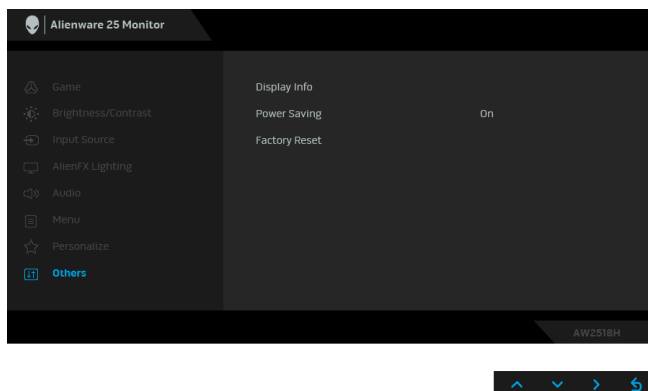 Alienware 25 Monitor
Game
Brightness/Contrast
Input Source
AlienFX Lighting
Audio
Menu
Personalize
Others
Display Info
Power Saving On
Factory Reset
AW2518H